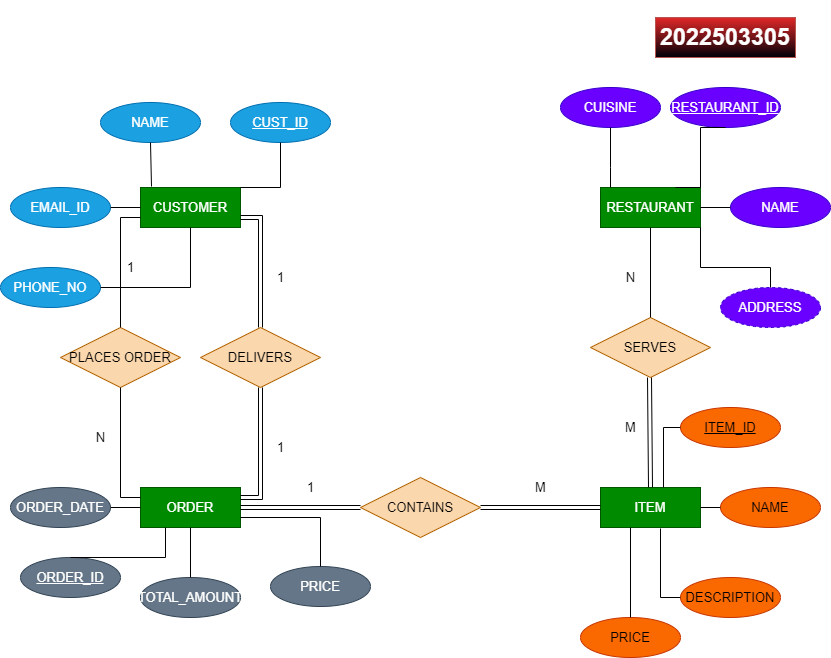 2022503305
CUISINE
RESTAURANT_ID
NAME
CUST_ID
EMAIL_ID
CUSTOMER
RESTAURANT
NAME
1
1
N
PHONE_NO
ADDRESS
PLACES ORDER
DELIVERS
SERVES
N
1
M
ITEM_ID
1
M
ORDER_DATE
ORDER
CONTAINS
ITEM
NAME
ORDER_ID
TOTAL_AMOUNT
PRICE
DESCRIPTION
PRICE